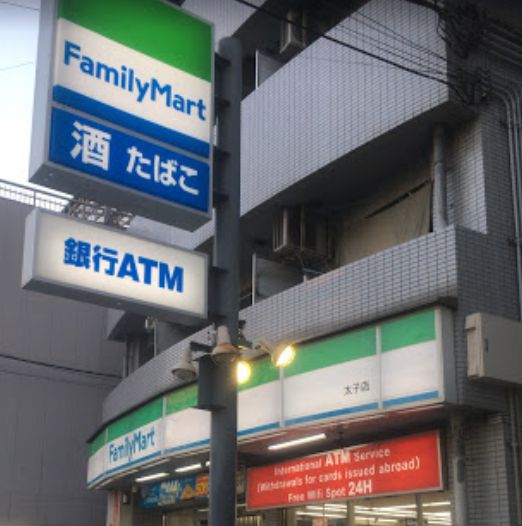 FamilyMart
酒 たばこ
銀行ATM
太子店
FamilyMart
International ATM Service
(Withdrawals for cards issued abroad)
Free Wifi Spot 24H